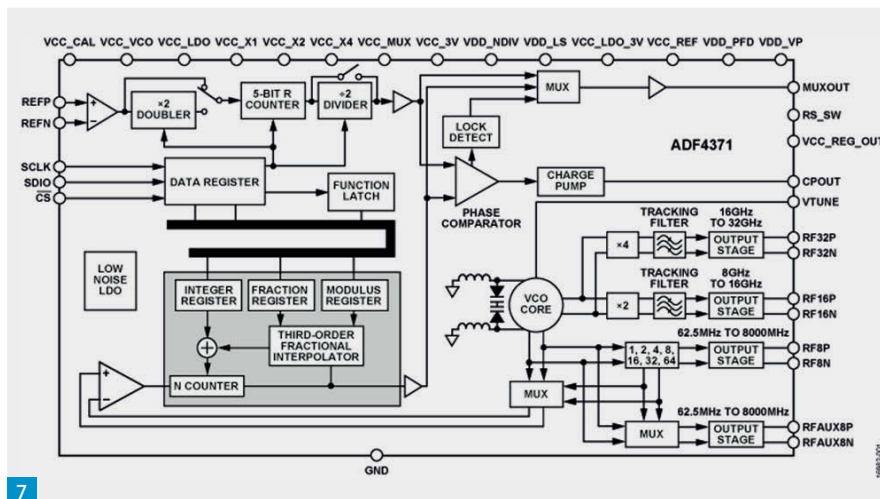 VCC_CAL VCC_VCO VCC_LDO VCC_X1 VCC_X2 VCC_X4 VCC_MUX VCC_3V VDD_NDIV VDD_LS VCC_LDO_3V VCC_REF VDD_PFD VDD_VP
REFP
REFN
×2
DOUBLER
5-BIT R
COUNTER
÷2
DIVIDER
MUX
MUXOUT
LOCK
DETECT
ADF4371
RS_SW
VCC_REG_OUT
SCLK
SDIO
CS
DATA REGISTER
FUNCTION
LATCH
PHASE
COMPARATOR
CHARGE
PUMP
CPOUT
VTUNE
LOW
NOISE
LDO
INTEGER
REGISTER
FRACTION
REGISTER
MODULUS
REGISTER
THIRD-ORDER
FRACTIONAL
INTERPOLATOR
+
N COUNTER
VCO
CORE
×4
TRACKING
FILTER
16GHz
TO 32GHz
OUTPUT
STAGE
RF32P
RF32N
×2
TRACKING
FILTER
8GHz
TO 16GHz
OUTPUT
STAGE
RF16P
RF16N
62.5MHz TO 8000MHz
1, 2, 4, 8,
16, 32, 64
OUTPUT
STAGE
RF8P
RF8N
MUX
62.5MHz TO 8000MHz
MUX
OUTPUT
STAGE
RFAUX8P
RFAUX8N
GND
7